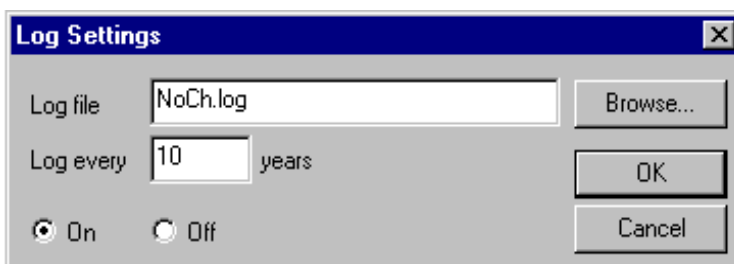 Log Settings
Log file NoCh.log Browse...
Log every 10 years OK
On Off Cancel